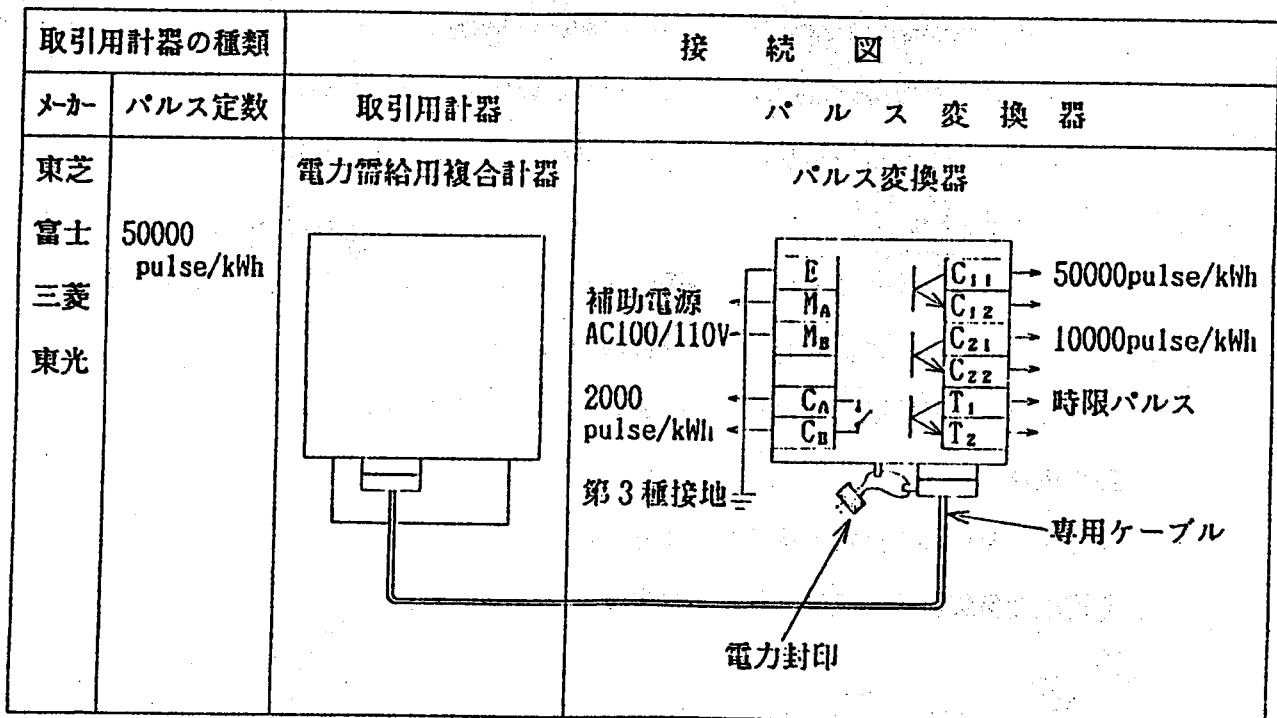 取引用計器の種類
接続図
メーカー
パルス定数
取引用計器
パルス変換器
東芝
富士
三菱
東光
50000
pulse/kWh
電力需給用複合計器
パルス変換器
補助電源
AC100/110V
2000
pulse/kWh
第3種接地
E
MA
MB
CA
CB
C11
C12
C21
C22
T1
T2
50000pulse/kWh
10000pulse/kWh
時限パルス
専用ケーブル
電力封印